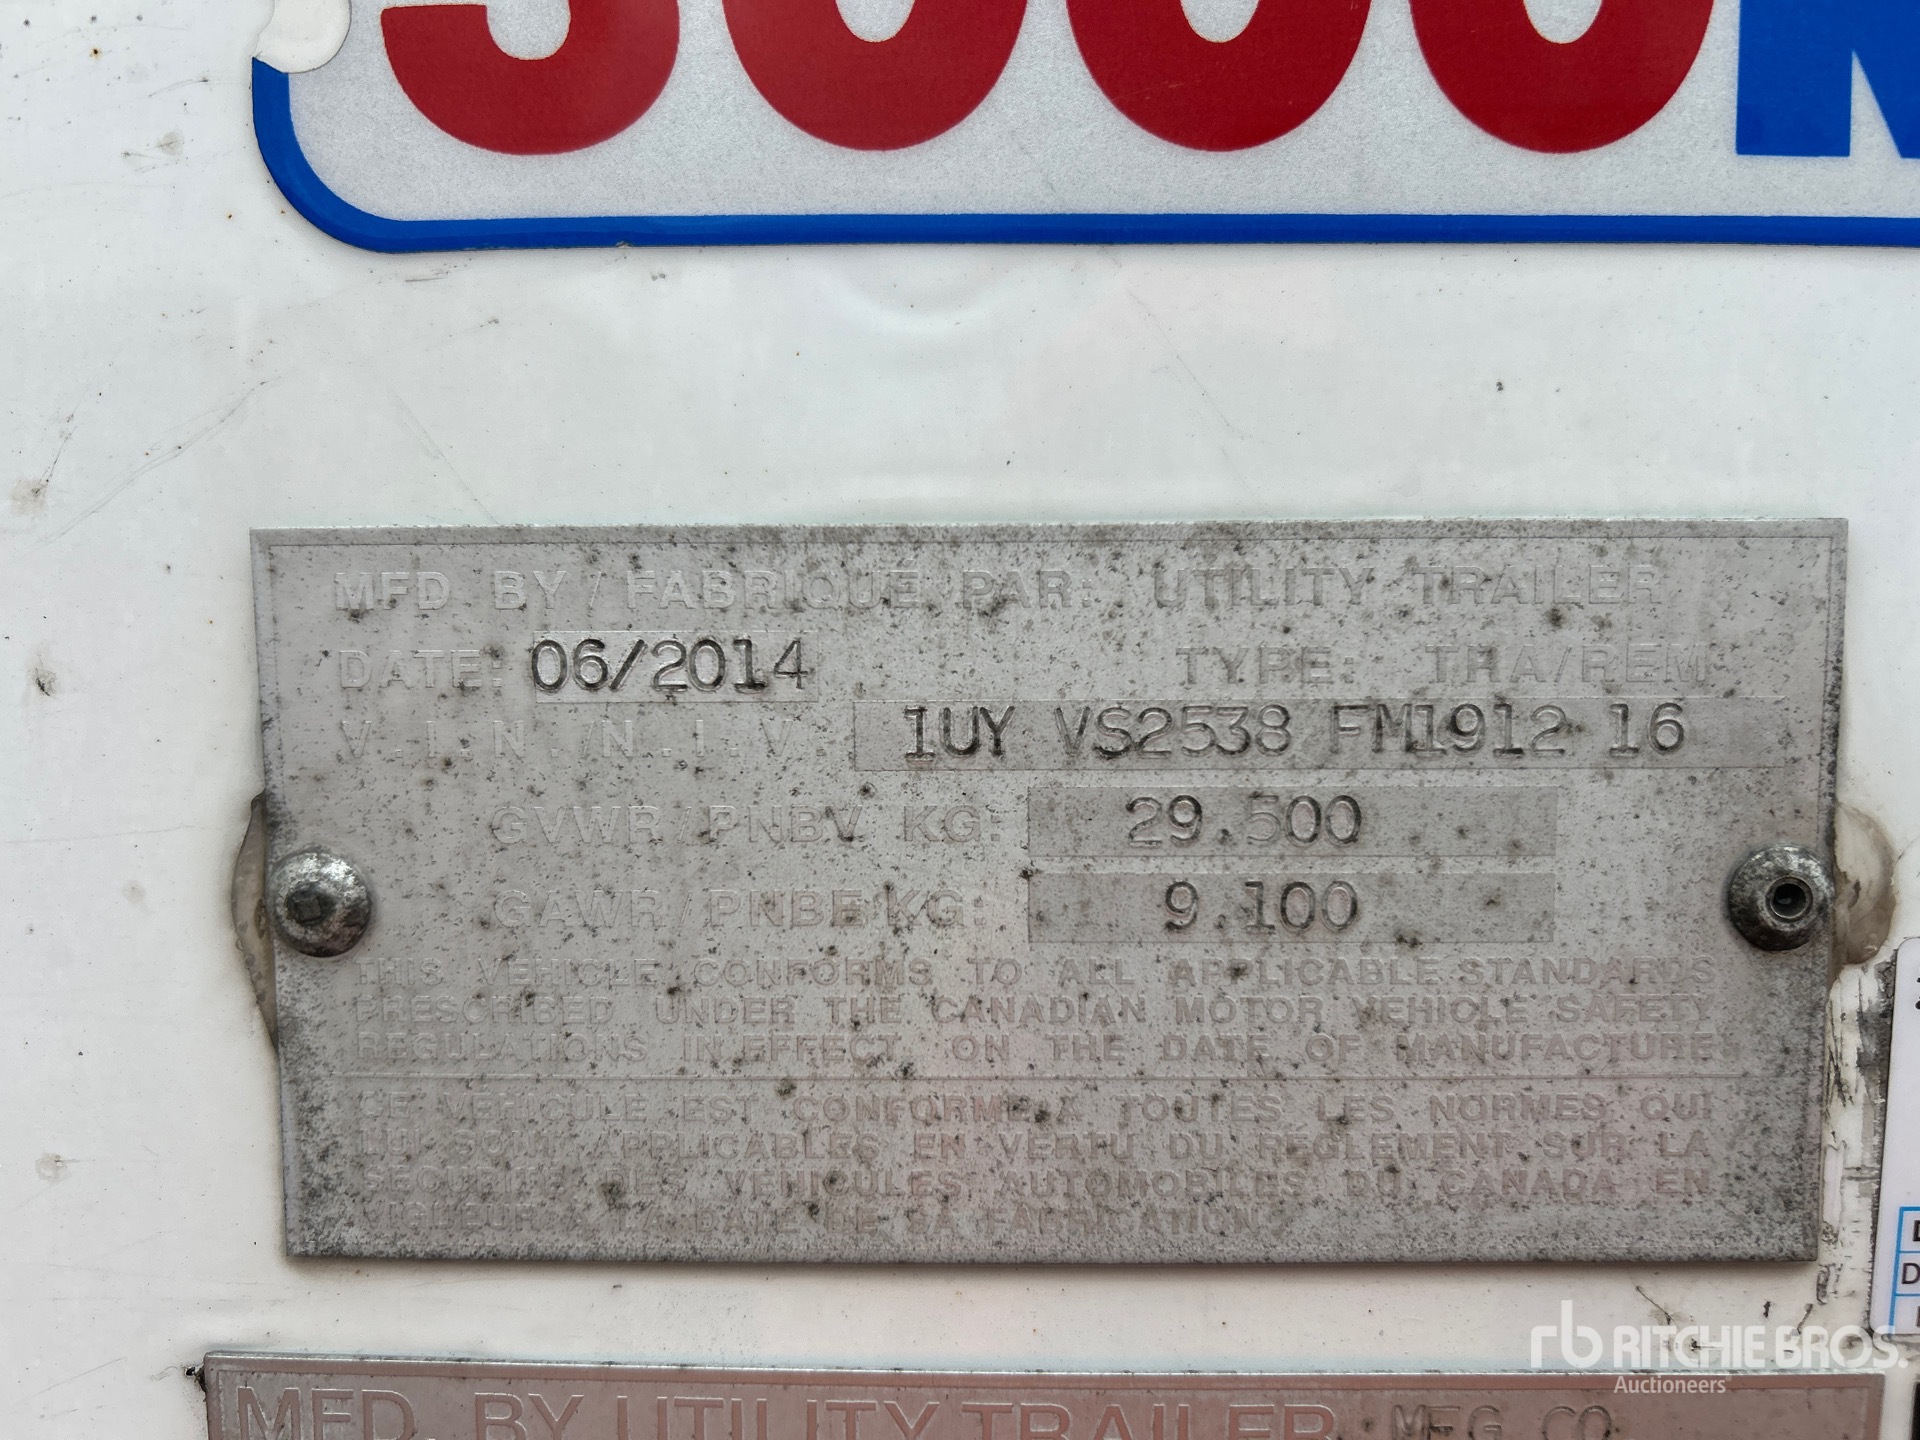 MFD. BY / FABRIQUE PAR: UTILITY TRAILER
DATE: 06/2014 TYPE: TRA/REM
V.I.N./N.I.V.: 1UY VS2538 FM1912 16
GVWR/PNBV KG: 29.500
GAWR/PNBE KG: 9.100
THIS VEHICLE CONFORMS TO ALL APPLICABLE STANDARDS
PRESCRIBED UNDER THE CANADIAN MOTOR VEHICLE SAFETY
REGULATIONS IN EFFECT ON THE DATE OF MANUFACTURE.
CE VEHICULE EST CONFORME A TOUTES LES NORMES QUI
LUI SONT APPLICABLES EN VERTU DU REGLEMENT SUR LA
SECURITE DES VEHICULES AUTOMOBILES DU CANADA EN
VIGUEUR A LA DATE DE SA FABRICATION.
rb RITCHIE BROS.
Auctioneers
MFD. BY UTILITY TRAILER MFG. CO.